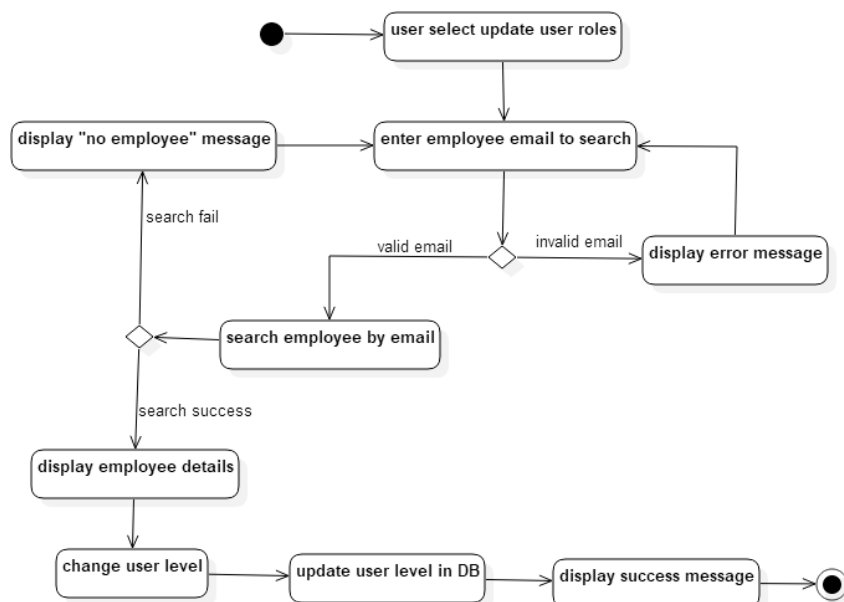 user select update user roles
display "no employee" message
enter employee email to search
search fail
valid email
invalid email
display error message
search employee by email
search success
display employee details
change user level
update user level in DB
display success message